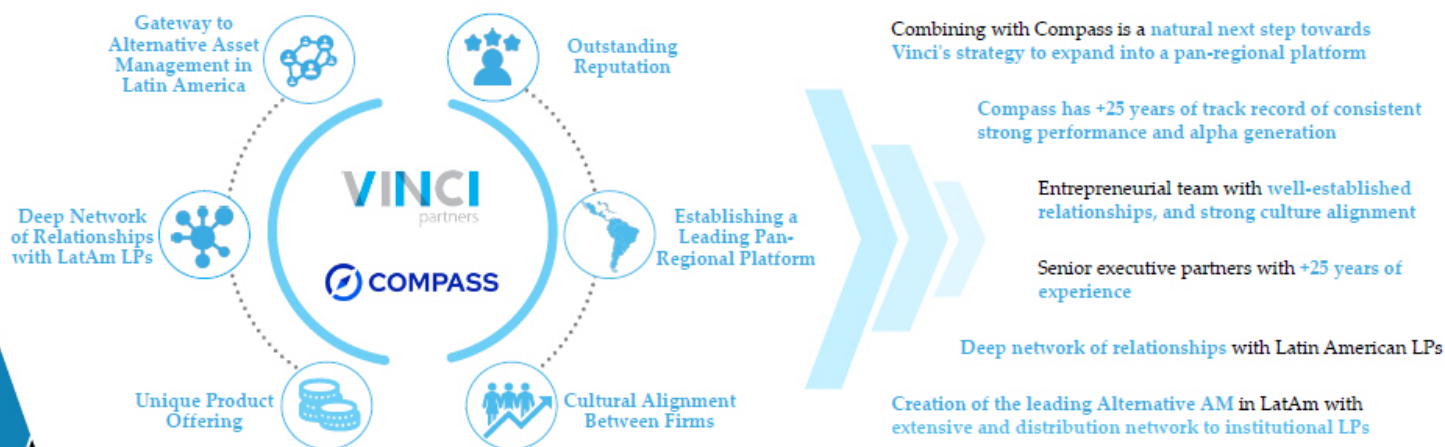 Gateway to
Alternative Asset
Management in
Latin America
Outstanding
Reputation
Deep Network
of Relationships
with LatAm LPs
VINCI
partners
COMPASS
Establishing a
Leading Pan-
Regional Platform
Unique Product
Offering
Cultural Alignment
Between Firms
Combining with Compass is a natural next step towards
Vinci's strategy to expand into a pan-regional platform
Compass has +25 years of track record of consistent
strong performance and alpha generation
Entrepreneurial team with well-established
relationships, and strong culture alignment
Senior executive partners with +25 years of
experience
Deep network of relationships with Latin American LPs
Creation of the leading Alternative AM in LatAm with
extensive and distribution network to institutional LPs